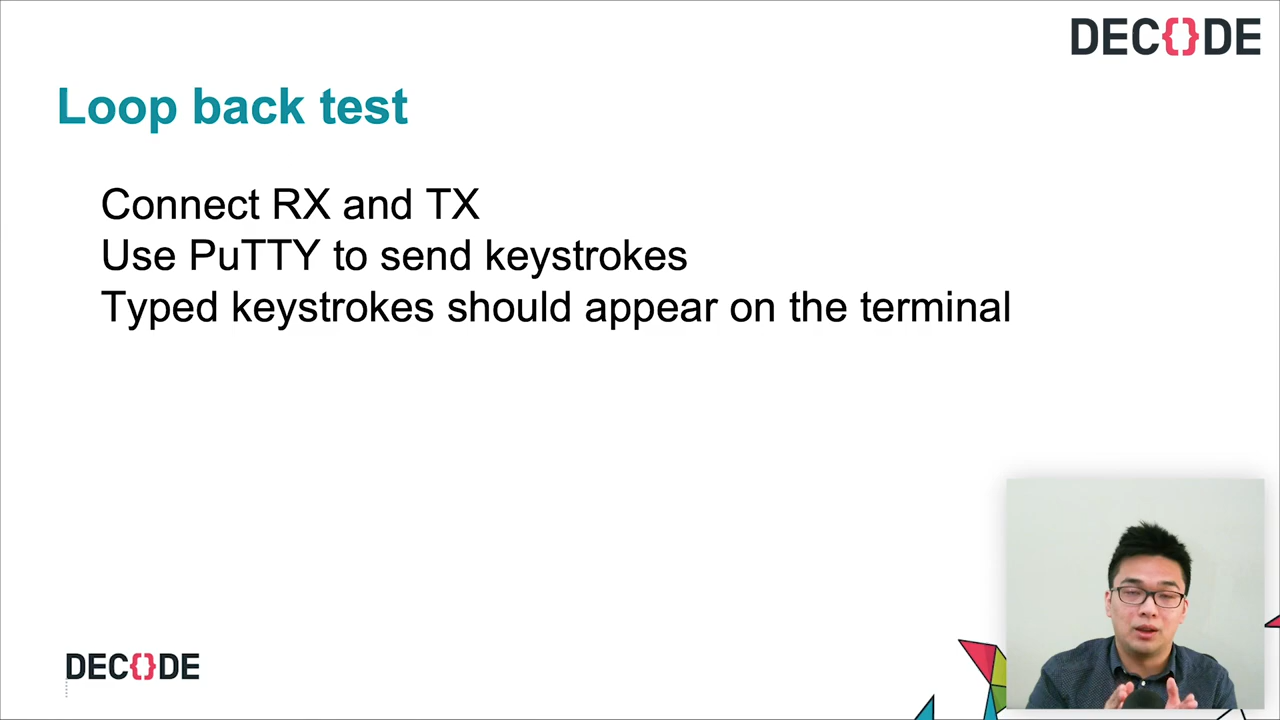 DEC{}DE
Loop back test
Connect RX and TX
Use PuTTY to send keystrokes
Typed keystrokes should appear on the terminal
DEC{}DE